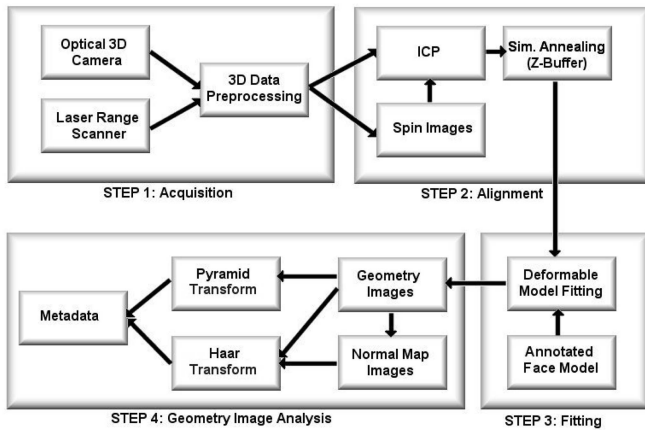 Optical 3D
Camera
Laser Range
Scanner
3D Data
Preprocessing
STEP 1: Acquisition
ICP
Sim. Annealing
(Z-Buffer)
Spin Images
STEP 2: Alignment
Deformable
Model Fitting
Annotated
Face Model
STEP 3: Fitting
Geometry
Images
Normal Map
Images
Pyramid
Transform
Haar
Transform
Metadata
STEP 4: Geometry Image Analysis